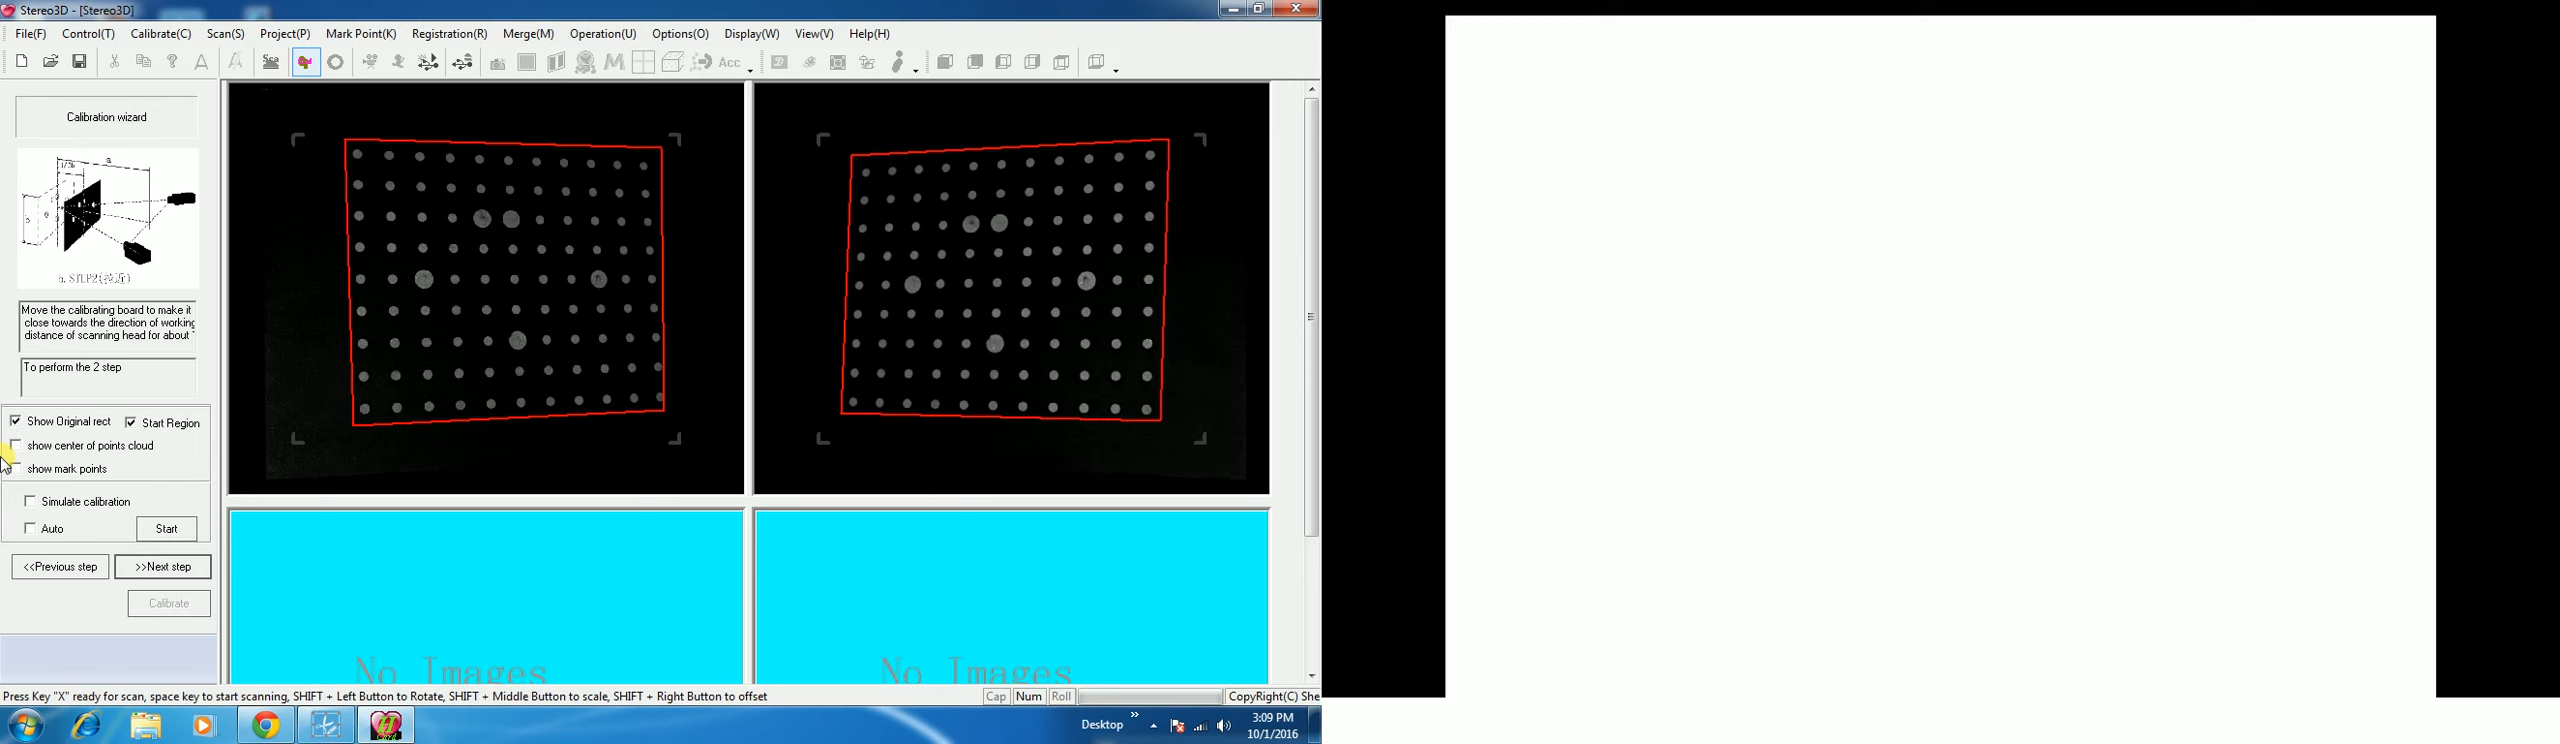 Stereo3D - [Stereo3D]
File(F) Control(T) Calibrate(C) Scan(S) Project(P) Mark Point(K) Registration(R) Merge(M) Operation(U) Options(O) Display(W) View(V) Help(H)
Sca
Acc
Calibration wizard
a
b. STEP2
Move the calibrating board to make it
close towards the direction of working
distance of scanning head for about
To perform the 2 step
Show Original rect Start Region
show center of points cloud
show mark points
Simulate calibration
Auto Start
<<Previous step >>Next step
Calibrate
No Images No Images
Press Key "X" ready for scan, space key to start scanning, SHIFT + Left Button to Rotate, SHIFT + Middle Button to scale, SHIFT + Right Button to offset Cap Num Roll CopyRight(C) She
Desktop
3:09 PM
10/1/2016